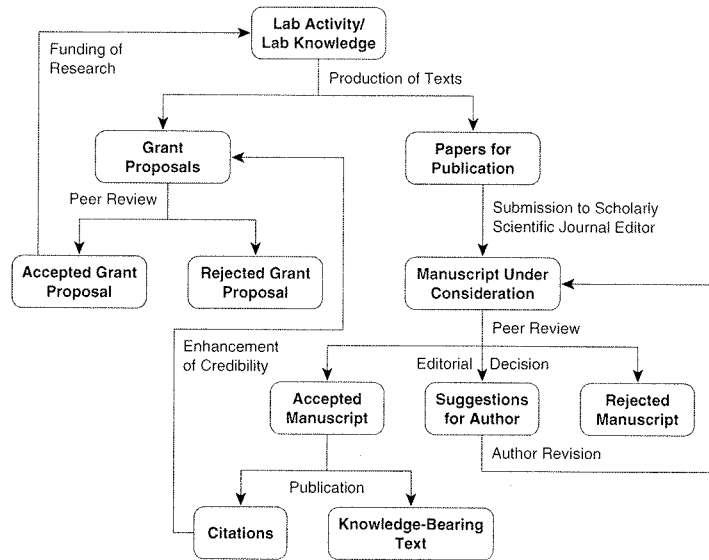 Lab Activity/
Lab Knowledge
Funding of
Research
Production of Texts
Grant
Proposals
Papers for
Publication
Peer Review
Submission to Scholarly
Scientific Journal Editor
Accepted Grant
Proposal
Rejected Grant
Proposal
Manuscript Under
Consideration
Peer Review
Enhancement
of Credibility
Editorial Decision
Accepted
Manuscript
Suggestions
for Author
Rejected
Manuscript
Author Revision
Publication
Citations
Knowledge-Bearing
Text